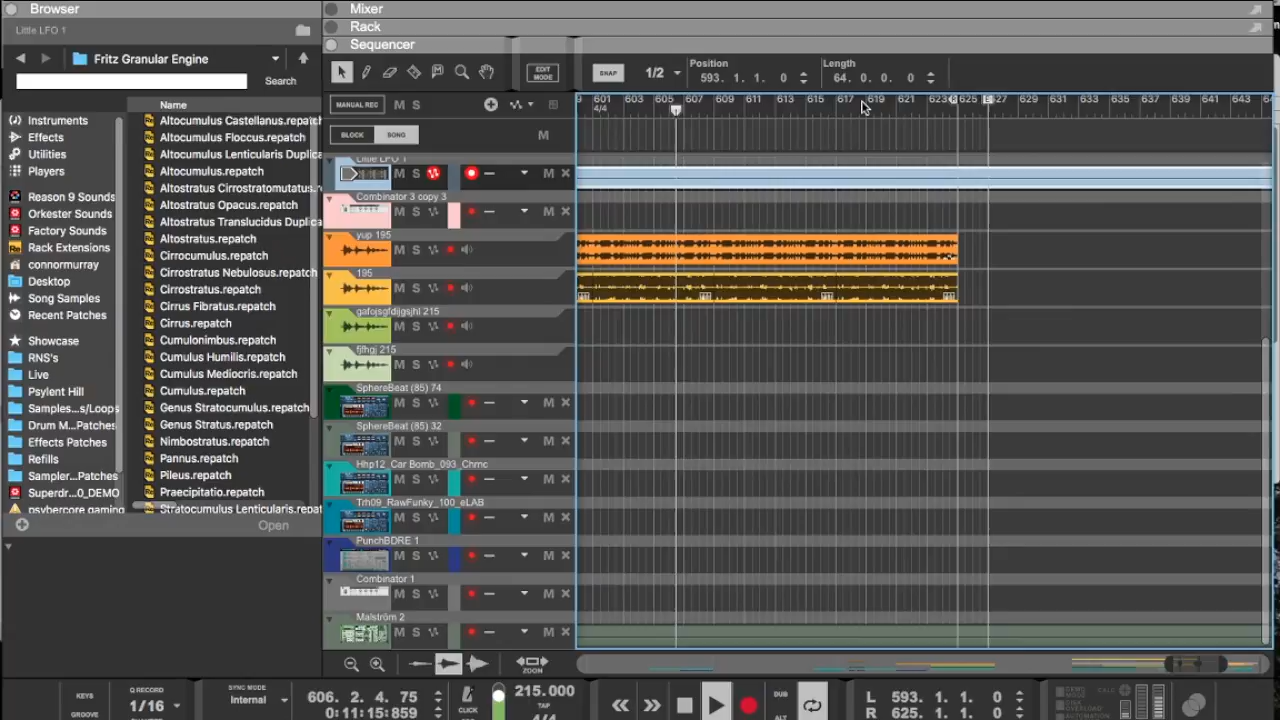 Browser
Mixer
Rack
Sequencer
Little LFO 1
Fritz Granular Engine
Search
Name
Instruments
Effects
Utilities
Players
Reason 9 Sounds
Orkester Sounds
Factory Sounds
Rack Extensions
connormurray
Desktop
Song Samples
Recent Patches
Showcase
RNS's
Live
Psylent Hill
Samples...s/Loops
Drum M...Patches
Effects Patches
Refills
Sampler...Patches
Superdr...0_DEMO
psybercore gaming
Altocumulus Castellanus.repatch
Altocumulus Floccus.repatch
Altocumulus Lenticularis Duplica
Altocumulus.repatch
Altostratus Cirrostratomutatus.
Altostratus Opacus.repatch
Altostratus Translucidus Duplica
Altostratus.repatch
Cirrocumulus.repatch
Cirrostratus Nebulosus.repatch
Cirrostratus.repatch
Cirrus Fibratus.repatch
Cirrus.repatch
Cumulonimbus.repatch
Cumulus Humilis.repatch
Cumulus Mediocris.repatch
Cumulus.repatch
Genus Stratocumulus.repatch
Genus Stratus.repatch
Nimbostratus.repatch
Pannus.repatch
Pileus.repatch
Praecipitatio.repatch
Stratocumulus Lenticularis.repat
Open
EDIT MODE
SNAP
1/2
Position
593. 1. 1. 0
Length
64. 0. 0. 0
MANUAL REC
M S
9 601 603 605 607 609 611 613 615 617 619 621 623 625 627 629 631 633 635 637 639 641 643 6
4/4
BLOCK SONG
M
Little LFO 1
M S
Combinator 3 copy 3
M S M
yup 195
M S
195
M S
gafojsgfdijgsjhl 215
M S
fjfhgj 215
M S
SphereBeat (85) 74
M S M
SphereBeat (85) 32
M S M
Hhp12_Car Bomb_093_Chrnc
M S M
Trh09_RawFunky_100_eLAB
M S M
PunchBDRE 1
M S M
Combinator 1
M S M
Malström 2
M S M
ZOOM
KEYS
GROOVE
Q RECORD
1/16
SYNC MODE
Internal
606. 2. 4. 75
0:11:15:859
CLICK
215.000
TAP
4/4
DUB
ALT
L 593. 1. 1. 0
R 625. 1. 1. 0
CALC